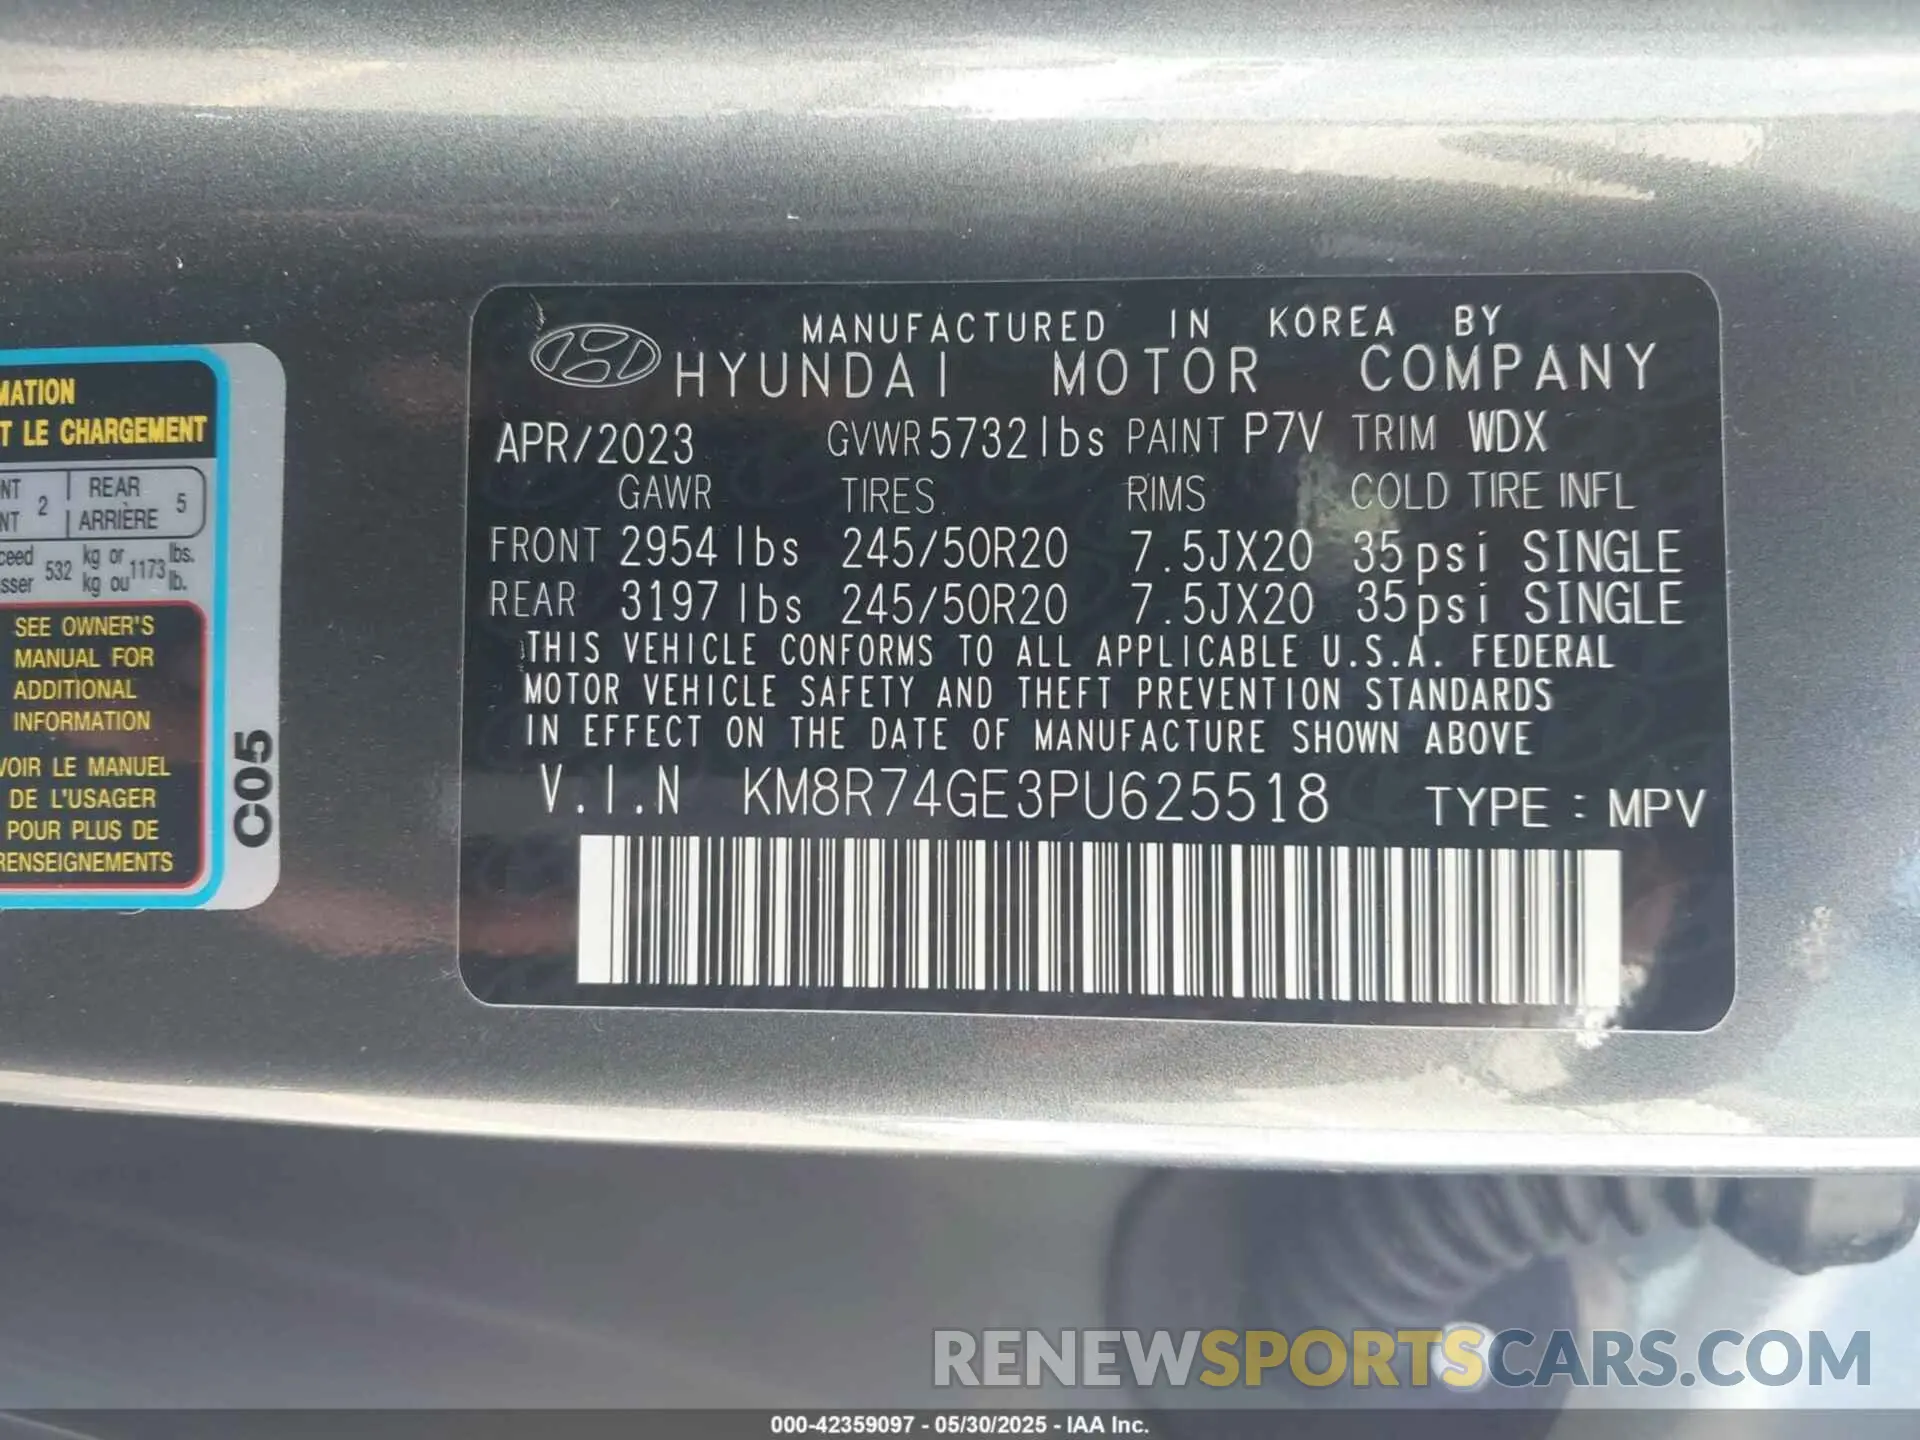 MATION
T LE CHARGEMENT
NT 2 | REAR 5
NT | ARRIÈRE
ceed 532 kg or 1173 lbs.
sser kg ou lb.
SEE OWNER'S
MANUAL FOR
ADDITIONAL
INFORMATION
VOIR LE MANUEL
DE L'USAGER
POUR PLUS DE
RENSEIGNEMENTS
C05
MANUFACTURED IN KOREA BY
HYUNDAI MOTOR COMPANY
APR/2023 GVWR 5732lbs PAINT P7V TRIM WDX
GAWR TIRES RIMS COLD TIRE INFL
FRONT 2954 lbs 245/50R20 7.5JX20 35psi SINGLE
REAR 3197 lbs 245/50R20 7.5JX20 35psi SINGLE
THIS VEHICLE CONFORMS TO ALL APPLICABLE U.S.A. FEDERAL
MOTOR VEHICLE SAFETY AND THEFT PREVENTION STANDARDS
IN EFFECT ON THE DATE OF MANUFACTURE SHOWN ABOVE
V.I.N KM8R74GE3PU625518 TYPE : MPV
RENEWSPORTSCARS.COM
000-42359097 - 05/30/2025 - IAA Inc.